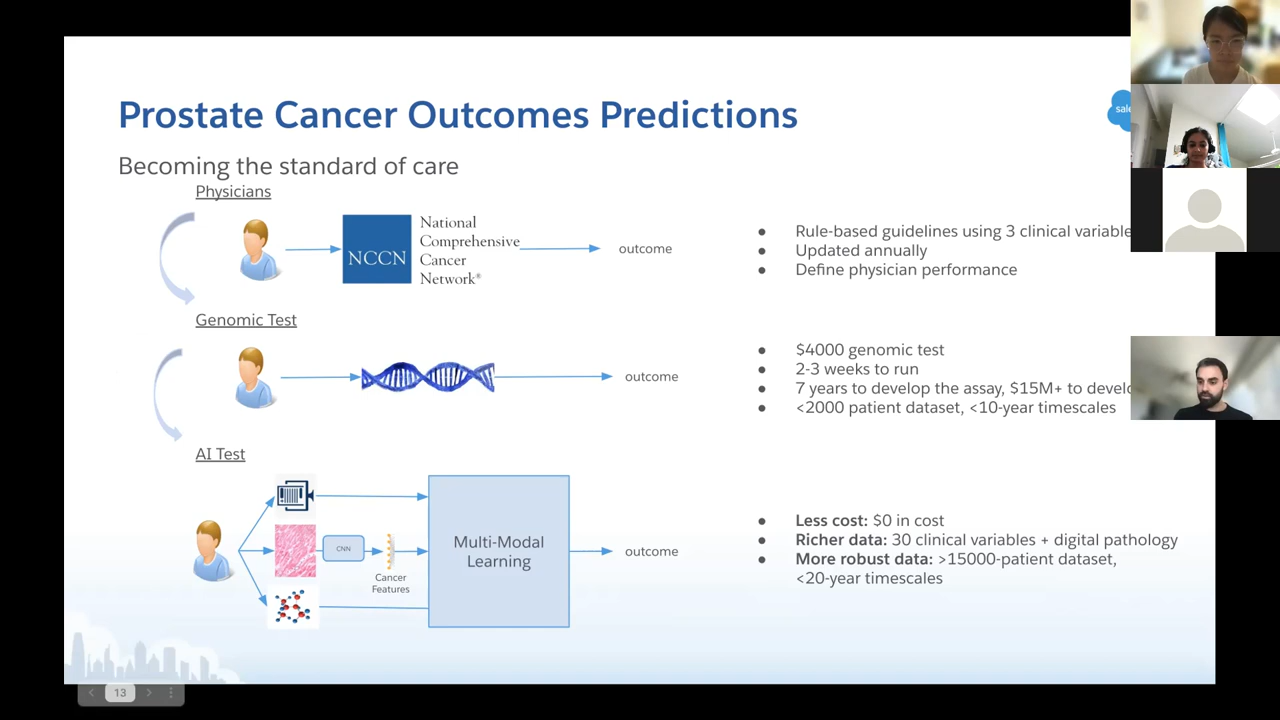 Prostate Cancer Outcomes Predictions
sale
Becoming the standard of care
Physicians
NCCN
National
Comprehensive
Cancer
Network®
outcome
● Rule-based guidelines using 3 clinical variable
● Updated annually
● Define physician performance
Genomic Test
outcome
● $4000 genomic test
● 2-3 weeks to run
● 7 years to develop the assay, $15M+ to develo
● <2000 patient dataset, <10-year timescales
AI Test
CNN
Cancer
Features
Multi-Modal
Learning
outcome
● Less cost: $0 in cost
● Richer data: 30 clinical variables + digital pathology
● More robust data: >15000-patient dataset,
<20-year timescales
13